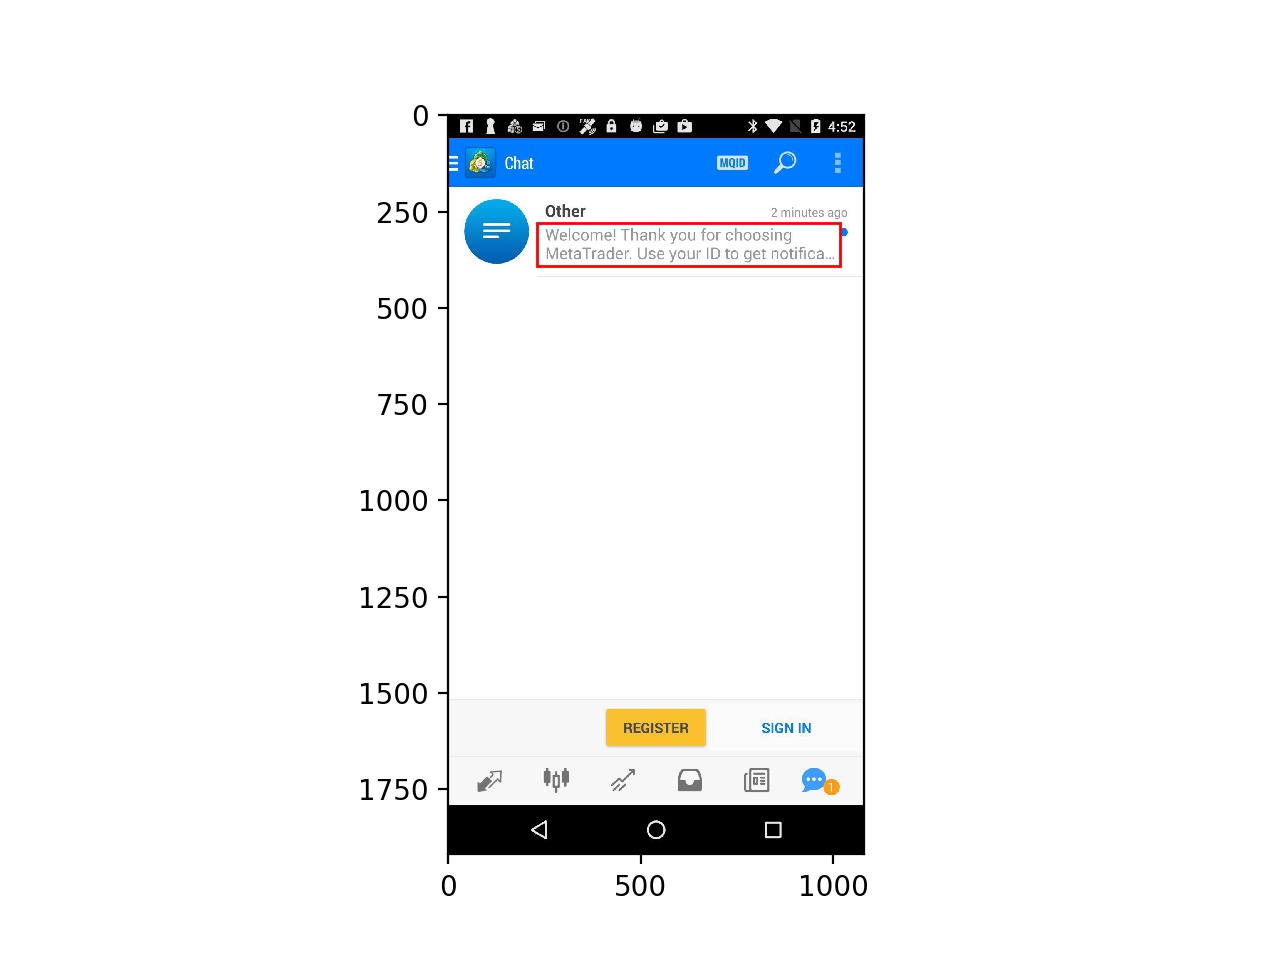 0
250
500
750
1000
1250
1500
1750
4:52
Chat
MQID
Other
2 minutes ago
Welcome! Thank you for choosing
MetaTrader. Use your ID to get notifica...
REGISTER
SIGN IN
1
0
500
1000